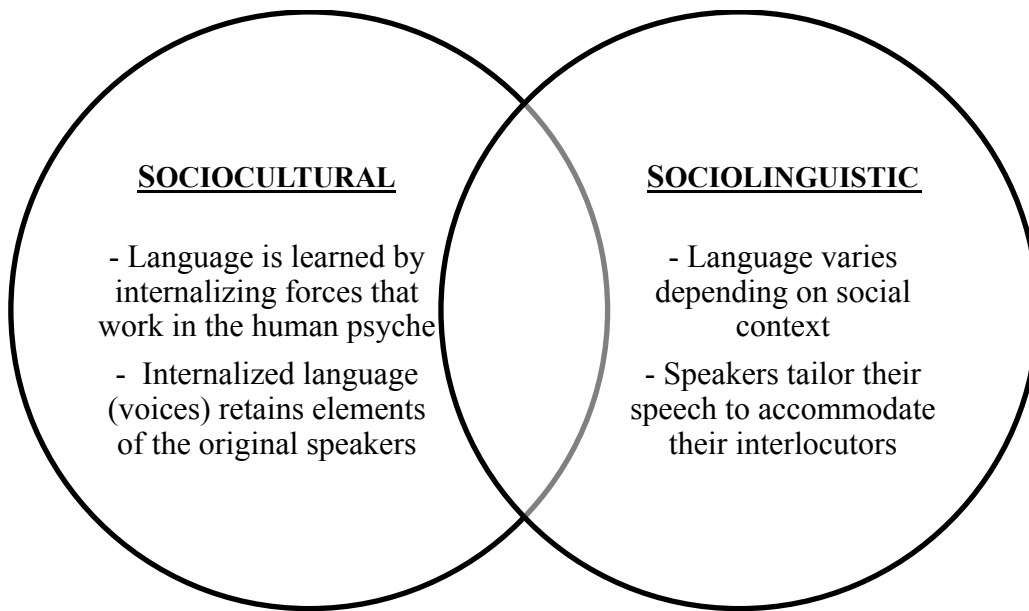 SOCIOCULTURAL
- Language is learned by
internalizing forces that
work in the human psyche
-  Internalized language
(voices) retains elements
of the original speakers
SOCIOLINGUISTIC
- Language varies
depending on social
context
- Speakers tailor their
speech to accommodate
their interlocutors